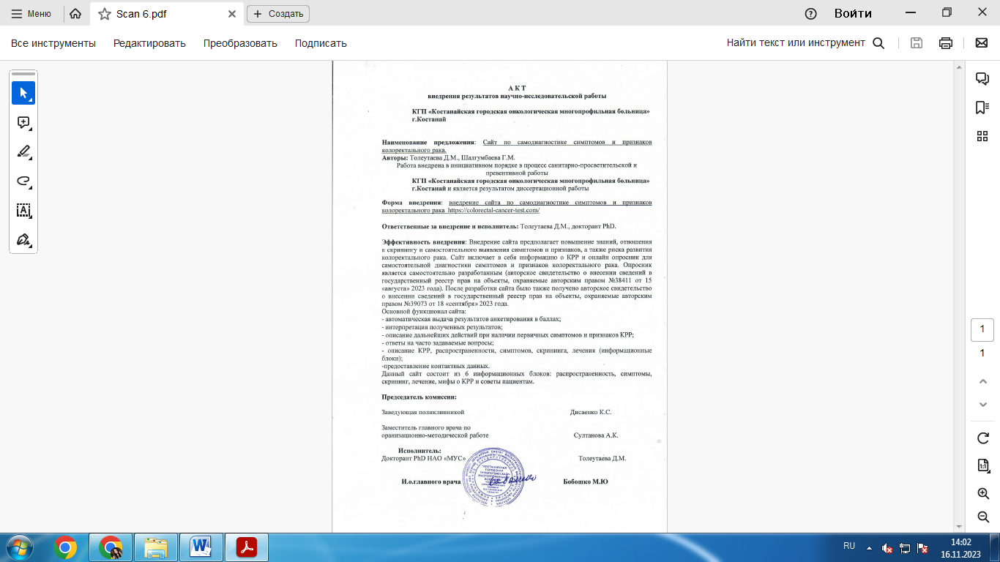 Меню
Scan 6.pdf
Создать
Войти
Все инструменты
Редактировать
Преобразовать
Подписать
Найти текст или инструмент
А К Т
внедрения результатов научно-исследовательской работы
КГП «Костанайская городская онкологическая многопрофильная больница»
г.Костанай
Наименование предложения: Сайт по самодиагностике симптомов и признаков
колоректального рака.
Авторы: Толеутаева Д.М., Шалгумбаева Г.М.
Работа внедрена в инициативном порядке в процесс санитарно-просветительской и
превентивной работы
КГП «Костанайская городская онкологическая многопрофильная больница»
г.Костанай и является результатом диссертационной работы
Форма внедрения: внедрение сайта по самодиагностике симптомов и признаков
колоректального рака https://colorectal-cancer-test.com/
Ответственные за внедрение и исполнитель: Толеутаева Д.М., докторант PhD.
Эффективность внедрения: Внедрение сайта предполагает повышение знаний, отношения
к скринингу и самостоятельного выявления симптомов и признаков, а также риска развития
колоректального рака. Сайт включает в себя информацию о КРР и онлайн опросник для
самостоятельной диагностики симптомов и признаков колоректального рака. Опросник
является самостоятельно разработанным (авторское свидетельство о внесении сведений в
государственный реестр прав на объекты, охраняемые авторским правом №38411 от 15
«августа» 2023 года). После разработки сайта было также получено авторское свидетельство
о внесении сведений в государственный реестр прав на объекты, охраняемые авторским
правом №39073 от 18 «сентября» 2023 года.
Основной функционал сайта:
- автоматическая выдача результатов анкетирования в баллах;
- интерпретация полученных результатов;
- описание дальнейших действий при наличии первичных симптомов и признаков КРР;
- ответы на часто задаваемые вопросы;
- описание КРР, распространенности, симптомов, скрининга, лечения (информационные
блоки);
-предоставление контактных данных.
Данный сайт состоит из 6 информационных блоков: распространенность, симптомы,
скрининг, лечение, мифы о КРР и советы пациентам.
Председатель комиссии:
Заведующая поликлинникой Дисаенко К.С.
Заместитель главного врача по
оранизационно-методической работе Султанова А.К.
Исполнитель:
Докторант PhD НАО «МУС» Толеутаева Д.М.
"КОСТАНАЙСКАЯ
ГОРОДСКАЯ
ОНКОЛОГИЧЕСКАЯ
МНОГОПРОФИЛЬНАЯ
И.о.главного врача Бобошко М.Ю
1
1
RU
14:02
16.11.2023